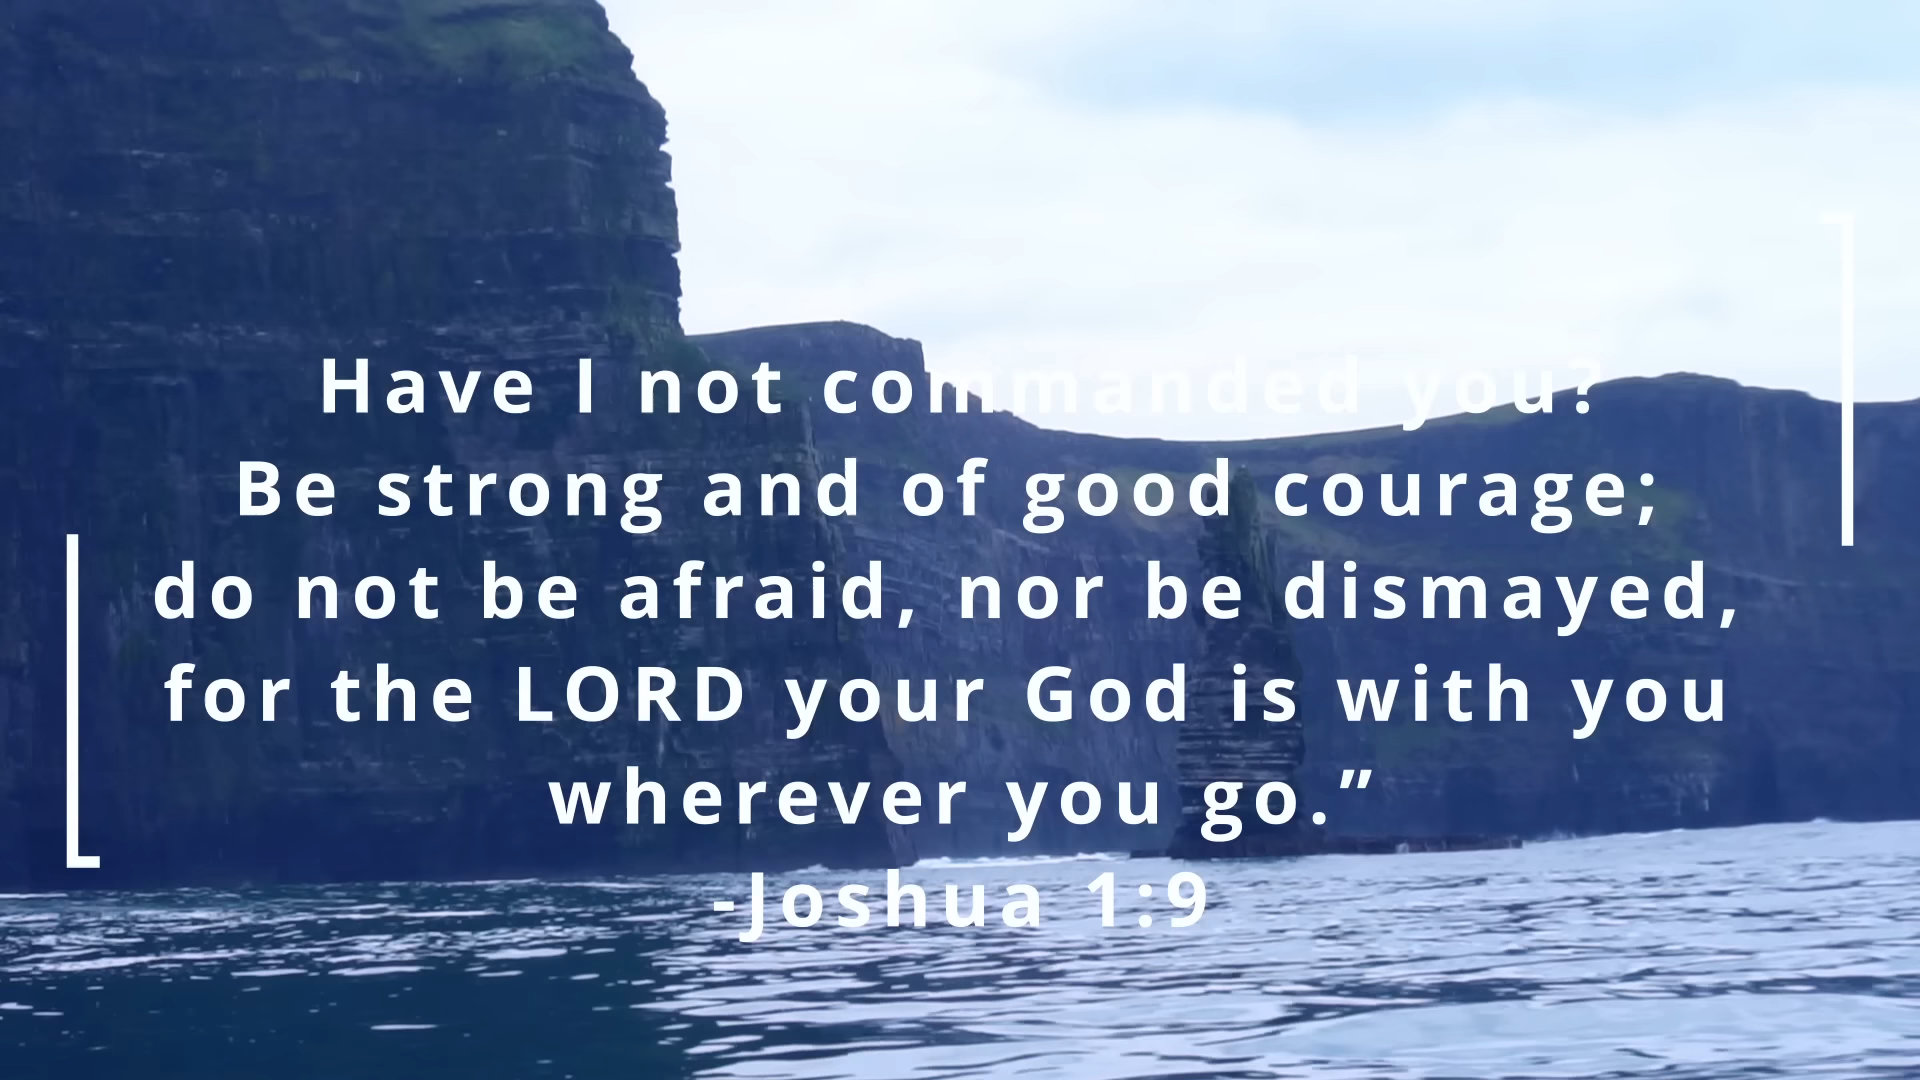 Have I not commanded you?
Be strong and of good courage;
do not be afraid, nor be dismayed,
for the LORD your God is with you
wherever you go.”
-Joshua 1:9